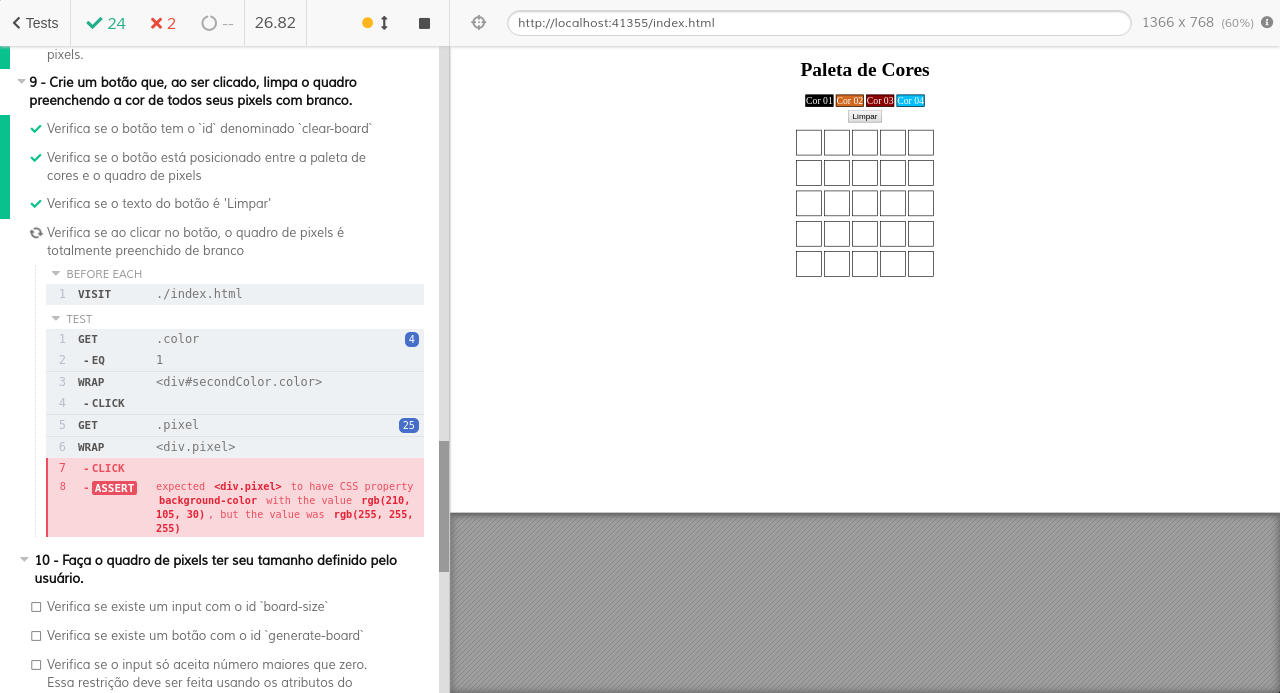 Tests
24
2
--
26.82
http://localhost:41355/index.html
1366 x 768 (60%)
pixels.
9 - Crie um botão que, ao ser clicado, limpa o quadro
preenchendo a cor de todos seus pixels com branco.
Verifica se o botão tem o `id` denominado `clear-board`
Verifica se o botão está posicionado entre a paleta de
cores e o quadro de pixels
Verifica se o texto do botão é 'Limpar'
Verifica se ao clicar no botão, o quadro de pixels é
totalmente preenchido de branco
BEFORE EACH
1 VISIT ./index.html
TEST
1 GET .color 4
2 - EQ 1
3 WRAP <div#secondColor.color>
4 - CLICK
5 GET .pixel 25
6 WRAP <div.pixel>
7 - CLICK
8 - ASSERT expected <div.pixel> to have CSS property
background-color with the value rgb(210,
105, 30), but the value was rgb(255, 255,
255)
10 - Faça o quadro de pixels ter seu tamanho definido pelo
usuário.
Verifica se existe um input com o id `board-size`
Verifica se existe um botão com o id `generate-board`
Verifica se o input só aceita número maiores que zero.
Essa restrição deve ser feita usando os atributos do
Paleta de Cores
Cor 01 Cor 02 Cor 03 Cor 04
Limpar